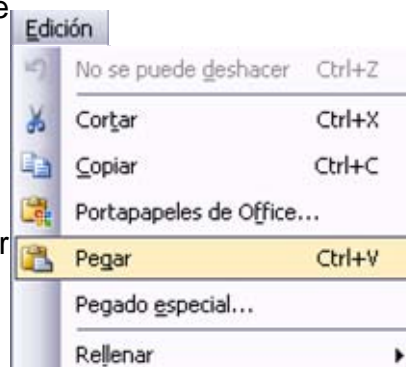 e
Edición
No se puede deshacer Ctrl+Z
Cortar Ctrl+X
Copiar Ctrl+C
Portapapeles de Office...
r
Pegar Ctrl+V
Pegado especial...
Rellenar